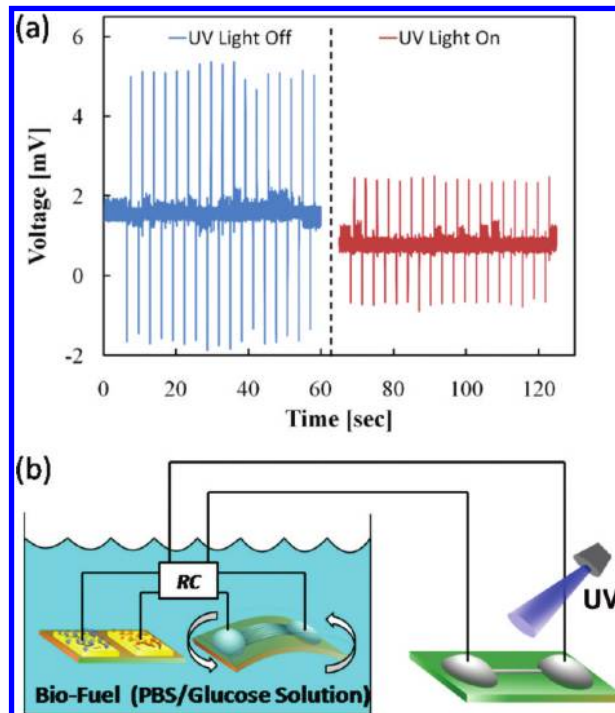 (a)
UV Light Off
UV Light On
6
4
2
0
-2
Voltage [mV]
0 20 40 60 80 100 120
Time [sec]
(b)
RC
UV
Bio-Fuel (PBS/Glucose Solution)